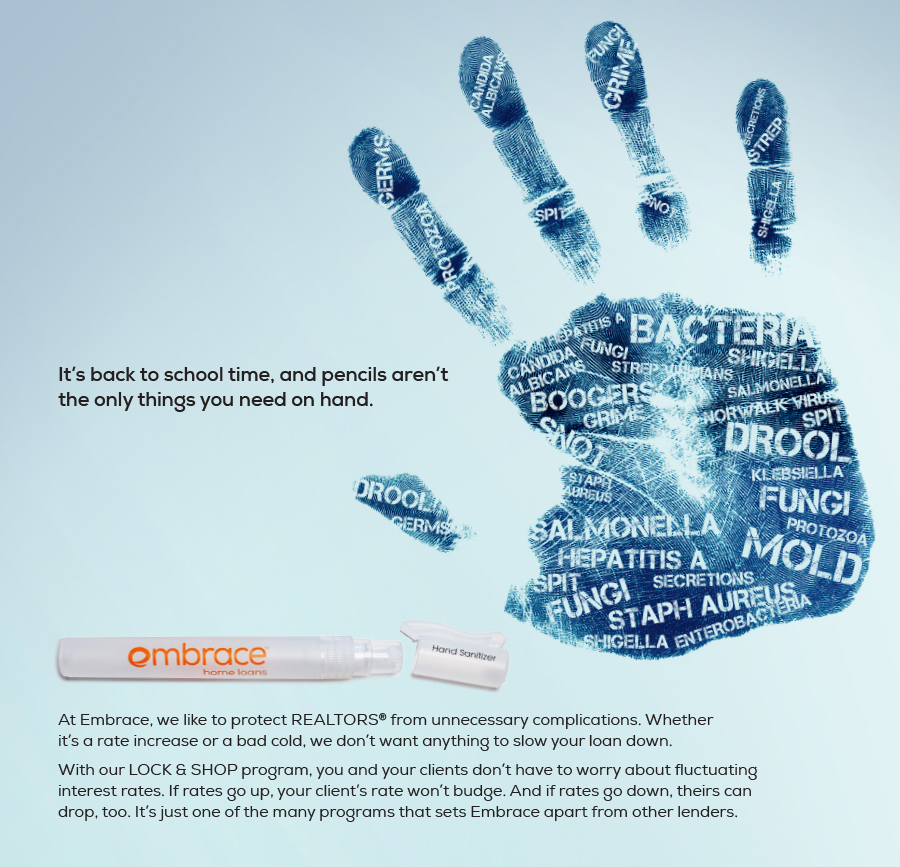 FUNGI
GRIME
CANDIDA
ALBICANS
SECRETIONS
STREP
GERMS
SPIT
SNOT
SHIGELLA
PROTOZOA
HEPATITIS A
BACTERIA
CANDIDA
ALBICANS
FUNGI
SHIGELL
STREP
SALMONELLA
BOOGERS
GRIME
NORWALK VIRUS
SPIT
SNOT
DROOL
STAPH
AUREUS
KLEBSIELLA
FUNGI
PROTOZOA
SALMONELLA
MOLD
HEPATITIS A
SPIT
SECRETIONS
FUNGI
STAPH AUREUS
SHIGELLA ENTEROBACTERIA
It's back to school time, and pencils aren't
the only things you need on hand.
DROOL
GERMS
embrace™
home loans
Hand Sanitizer
At Embrace, we like to protect REALTORS® from unnecessary complications. Whether
it's a rate increase or a bad cold, we don't want anything to slow your loan down.
With our LOCK & SHOP program, you and your clients don't have to worry about fluctuating
interest rates. If rates go up, your client's rate won't budge. And if rates go down, theirs can
drop, too. It's just one of the many programs that sets Embrace apart from other lenders.